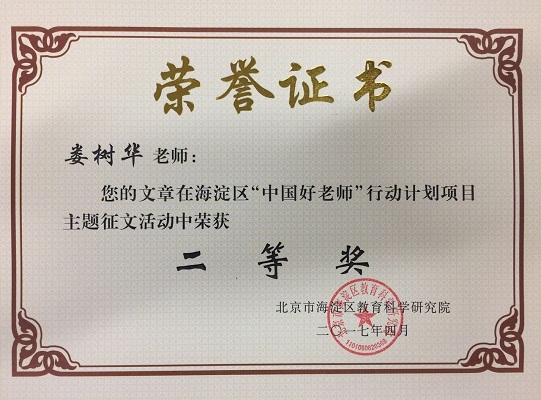 荣誉证书
娄树华 老师：
您的文章在海淀区“中国好老师”行动计划项目
主题征文活动中荣获
二等奖
北京市海淀区教育科学研究院
二〇一七年四月